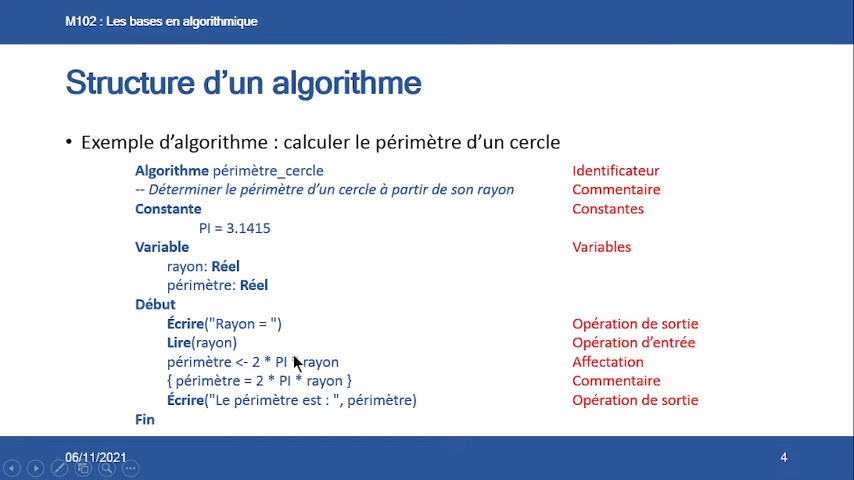 M102 : Les bases en algorithmique
Structure d'un algorithme
• Exemple d'algorithme : calculer le périmètre d'un cercle
Algorithme périmètre_cercle Identificateur
-- Déterminer le périmètre d'un cercle à partir de son rayon Commentaire
Constante Constantes
PI = 3.1415
Variable Variables
rayon: Réel
périmètre: Réel
Début
Écrire("Rayon = ") Opération de sortie
Lire(rayon) Opération d'entrée
périmètre <- 2 * PI * rayon Affectation
{ périmètre = 2 * PI * rayon } Commentaire
Écrire("Le périmètre est : ", périmètre) Opération de sortie
Fin
06/11/2021 4